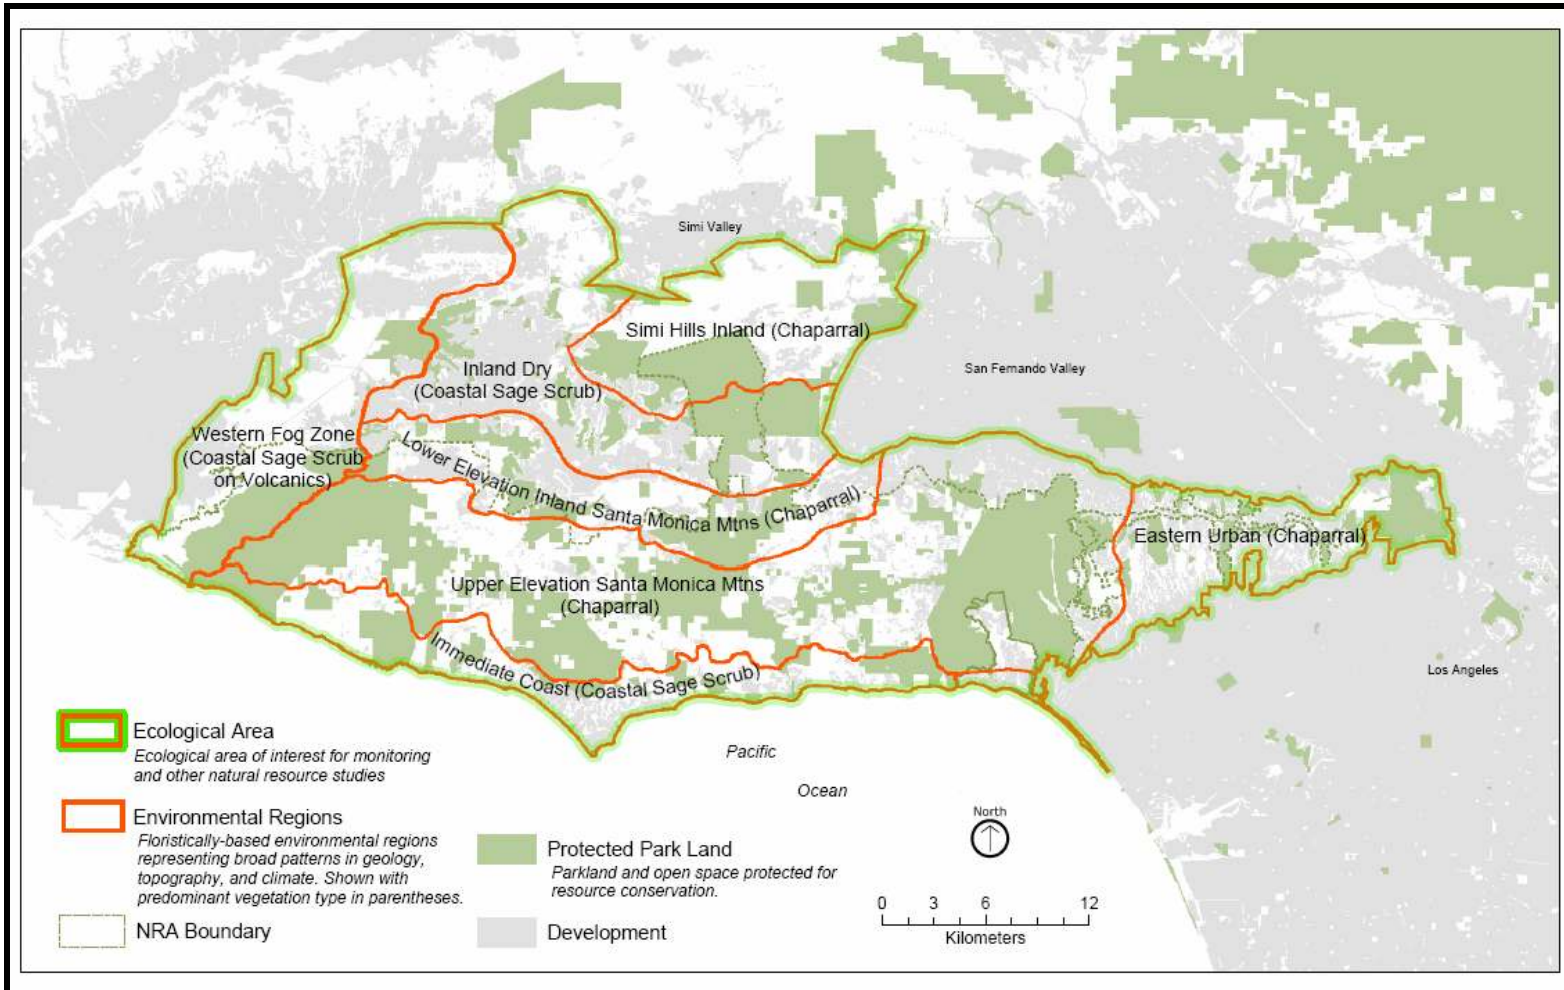 Simi Valley
Simi Hills Inland (Chaparral)
San Fernando Valley
Inland Dry
(Coastal Sage Scrub)
Western Fog Zone
(Coastal Sage Scrub
on Volcanics)
Lower Elevation Inland Santa Monica Mtns (Chaparral)
Eastern Urban (Chaparral)
Upper Elevation Santa Monica Mtns
(Chaparral)
Immediate Coast (Coastal Sage Scrub)
Los Angeles
Pacific
Ocean
Ecological Area
Ecological area of interest for monitoring
and other natural resource studies
Environmental Regions
Floristically-based environmental regions
representing broad patterns in geology,
topography, and climate. Shown with
predominant vegetation type in parentheses.
NRA Boundary
Protected Park Land
Parkland and open space protected for
resource conservation.
Development
North
0 3 6 12
Kilometers